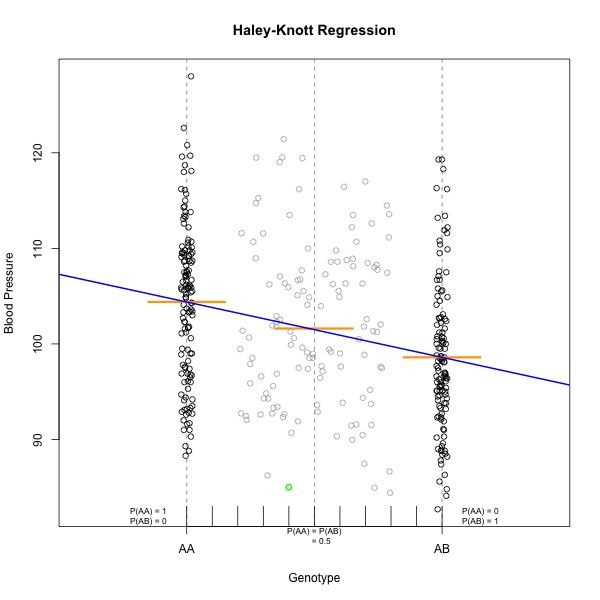 Haley-Knott Regression
Blood Pressure
120
110
100
90
P(AA) = 1
P(AB) = 0
P(AA) = P(AB)
= 0.5
P(AA) = 0
P(AB) = 1
AA
AB
Genotype